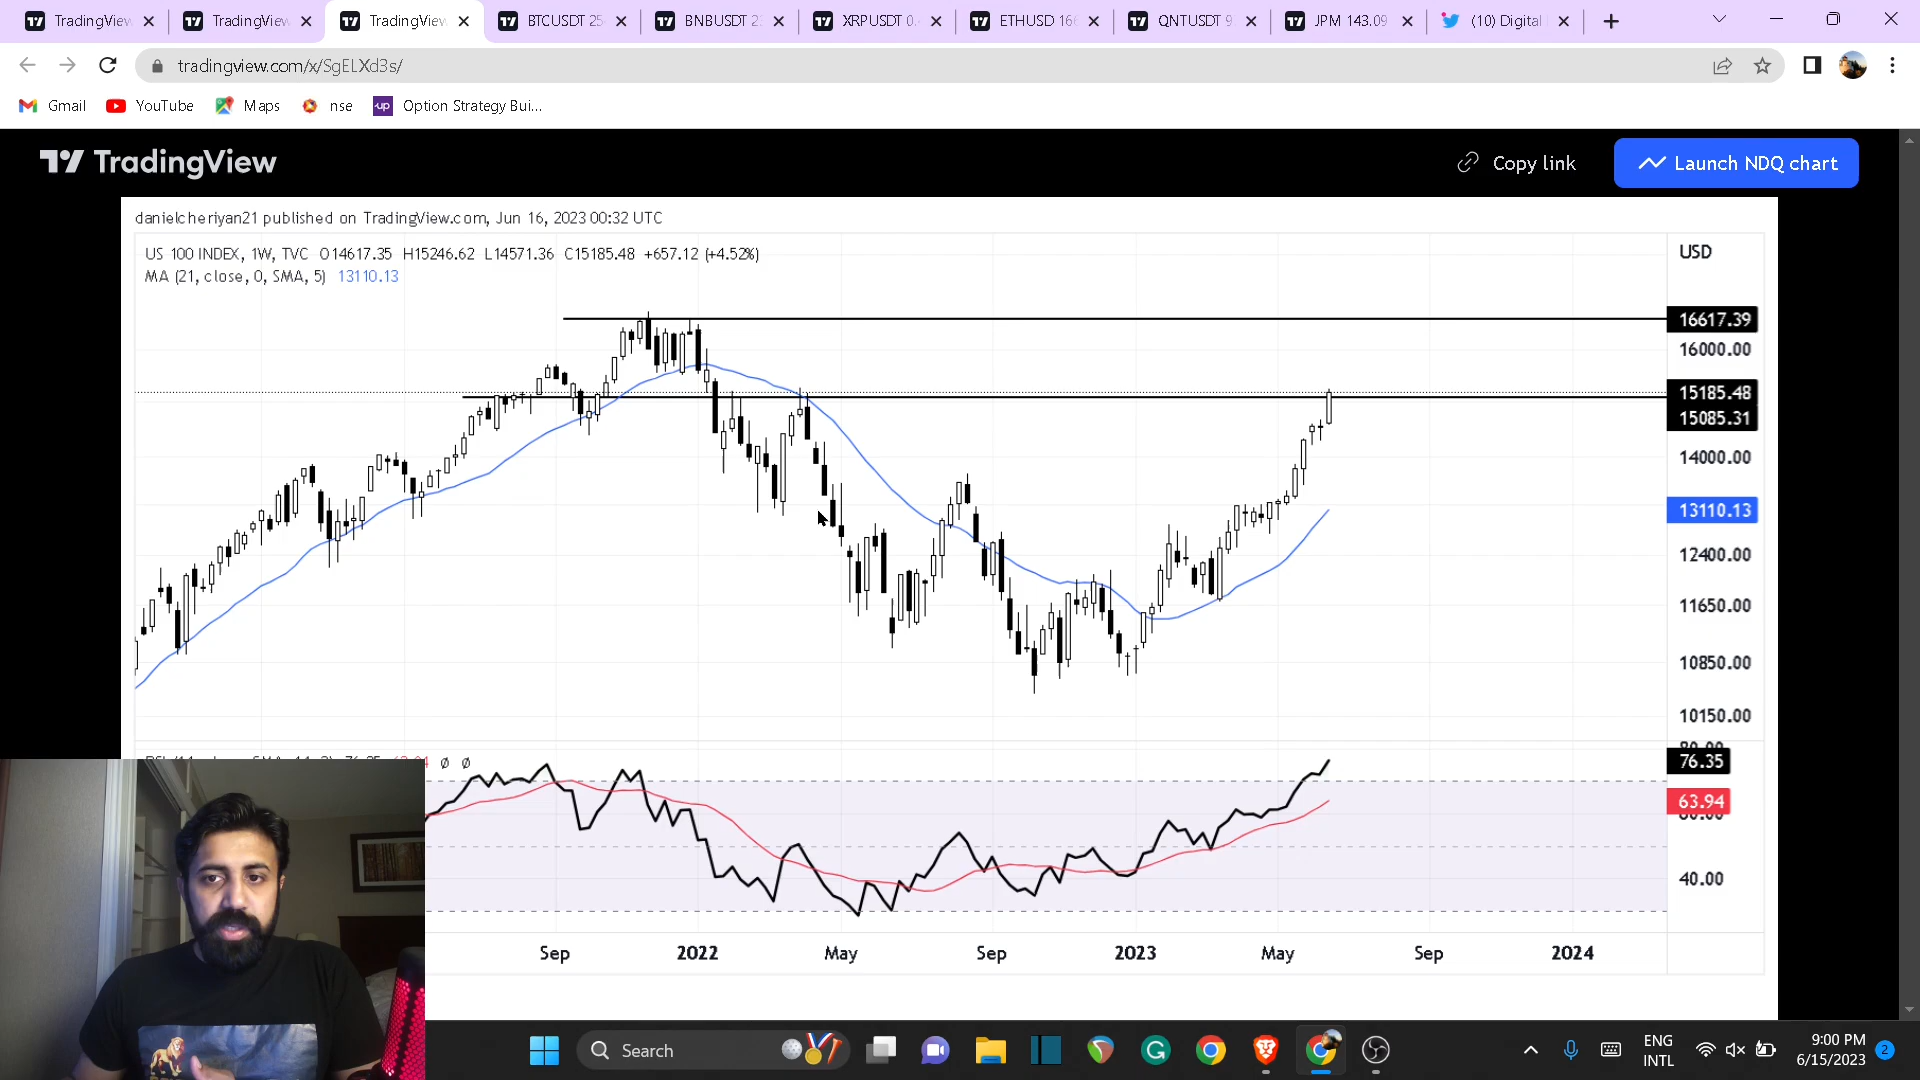 TradingView
TradingView
TradingView
BTCUSDT 25
BNBUSDT 2
XRPUSDT 0.
ETHUSD 16
QNTUSDT 9
JPM 143.09
(10) Digital
tradingview.com/x/SgELXd3s/
Gmail
YouTube
Maps
nse
up
Option Strategy Bui...
TradingView
Copy link
Launch NDQ chart
danielcheriyan21 published on TradingView.com, Jun 16, 2023 00:32 UTC
US 100 INDEX, 1W, TVC O14617.35 H15246.62 L14571.36 C15185.48 +657.12 (+4.52%)
MA (21, close, 0, SMA, 5) 13110.13
USD
16617.39
16000.00
15185.48
15085.31
14000.00
13110.13
12400.00
11650.00
10850.00
10150.00
76.35
63.94
40.00
Sep 2022 May Sep 2023 May Sep 2024
Search
ENG
INTL
9:00 PM
6/15/2023
2